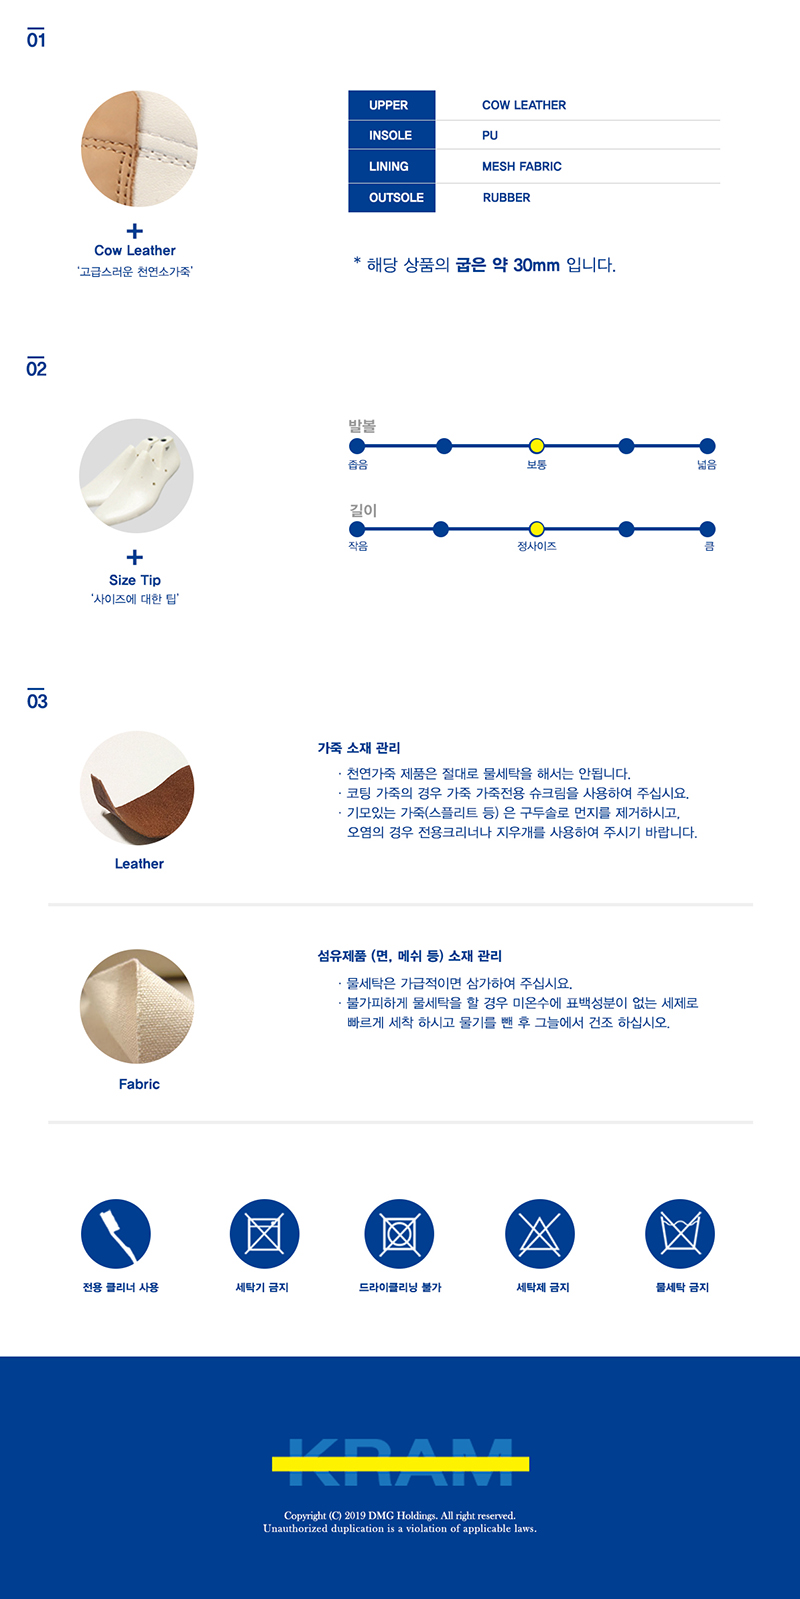 01
UPPER COW LEATHER
INSOLE PU
LINING MESH FABRIC
OUTSOLE RUBBER
+
Cow Leather
'고급스러운 천연소가죽'
* 해당 상품의 굽은 약 30mm 입니다.
02
발볼
좁음 보통 넓음
길이
작음 정사이즈 큼
+
Size Tip
'사이즈에 대한 팁'
03
가죽 소재 관리
· 천연가죽 제품은 절대로 물세탁을 해서는 안됩니다.
· 코팅 가죽의 경우 가죽 가죽전용 슈크림을 사용하여 주십시요.
· 기모있는 가죽(스플리트 등) 은 구두솔로 먼지를 제거하시고,
오염의 경우 전용크리너나 지우개를 사용하여 주시기 바랍니다.
Leather
섬유제품 (면, 메쉬 등) 소재 관리
· 물세탁은 가급적이면 삼가하여 주십시요.
· 불가피하게 물세탁을 할 경우 미온수에 표백성분이 없는 세제로
빠르게 세착 하시고 물기를 뺀 후 그늘에서 건조 하십시오.
Fabric
전용 클리너 사용 세탁기 금지 드라이클리닝 불가 세탁제 금지 물세탁 금지
KRAM
Copyright (C) 2019 DMG Holdings. All right reserved.
Unauthorized duplication is a violation of applicable laws.